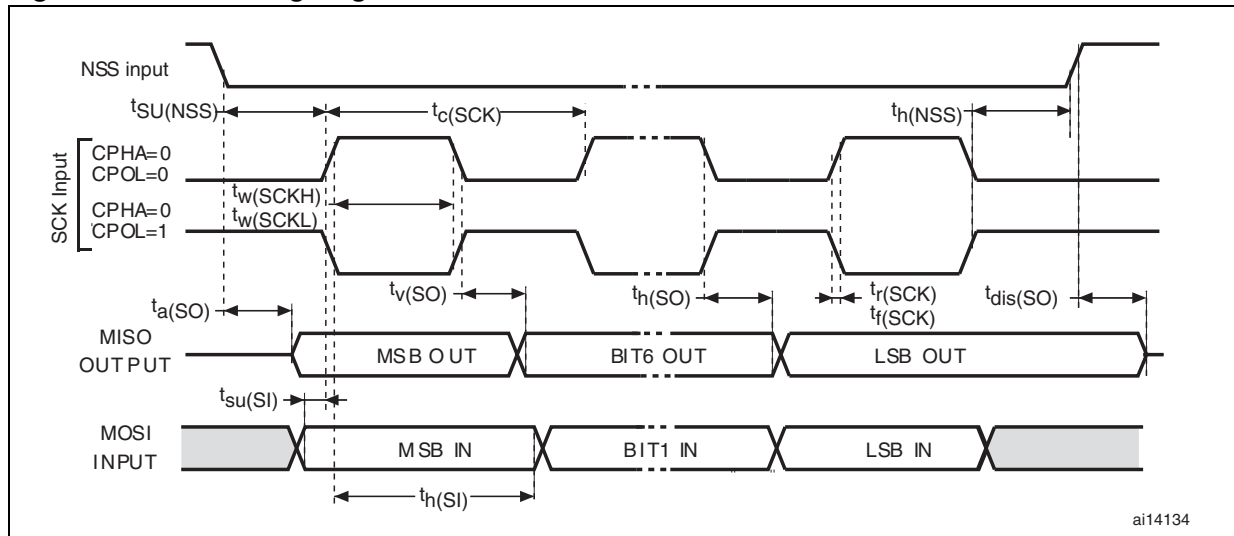 NSS input
tSU(NSS)
tc(SCK)
th(NSS)
SCK Input
CPHA=0
CPOL=0
tw(SCKH)
CPHA=0
tw(SCKL)
CPOL=1
tv(SO)
th(SO)
tr(SCK)
tf(SCK)
tdis(SO)
ta(SO)
MISO
OUTPUT
MSB OUT
BIT6 OUT
LSB OUT
tsu(SI)
MOSI
INPUT
MSB IN
BIT1 IN
LSB IN
th(SI)
ai14134